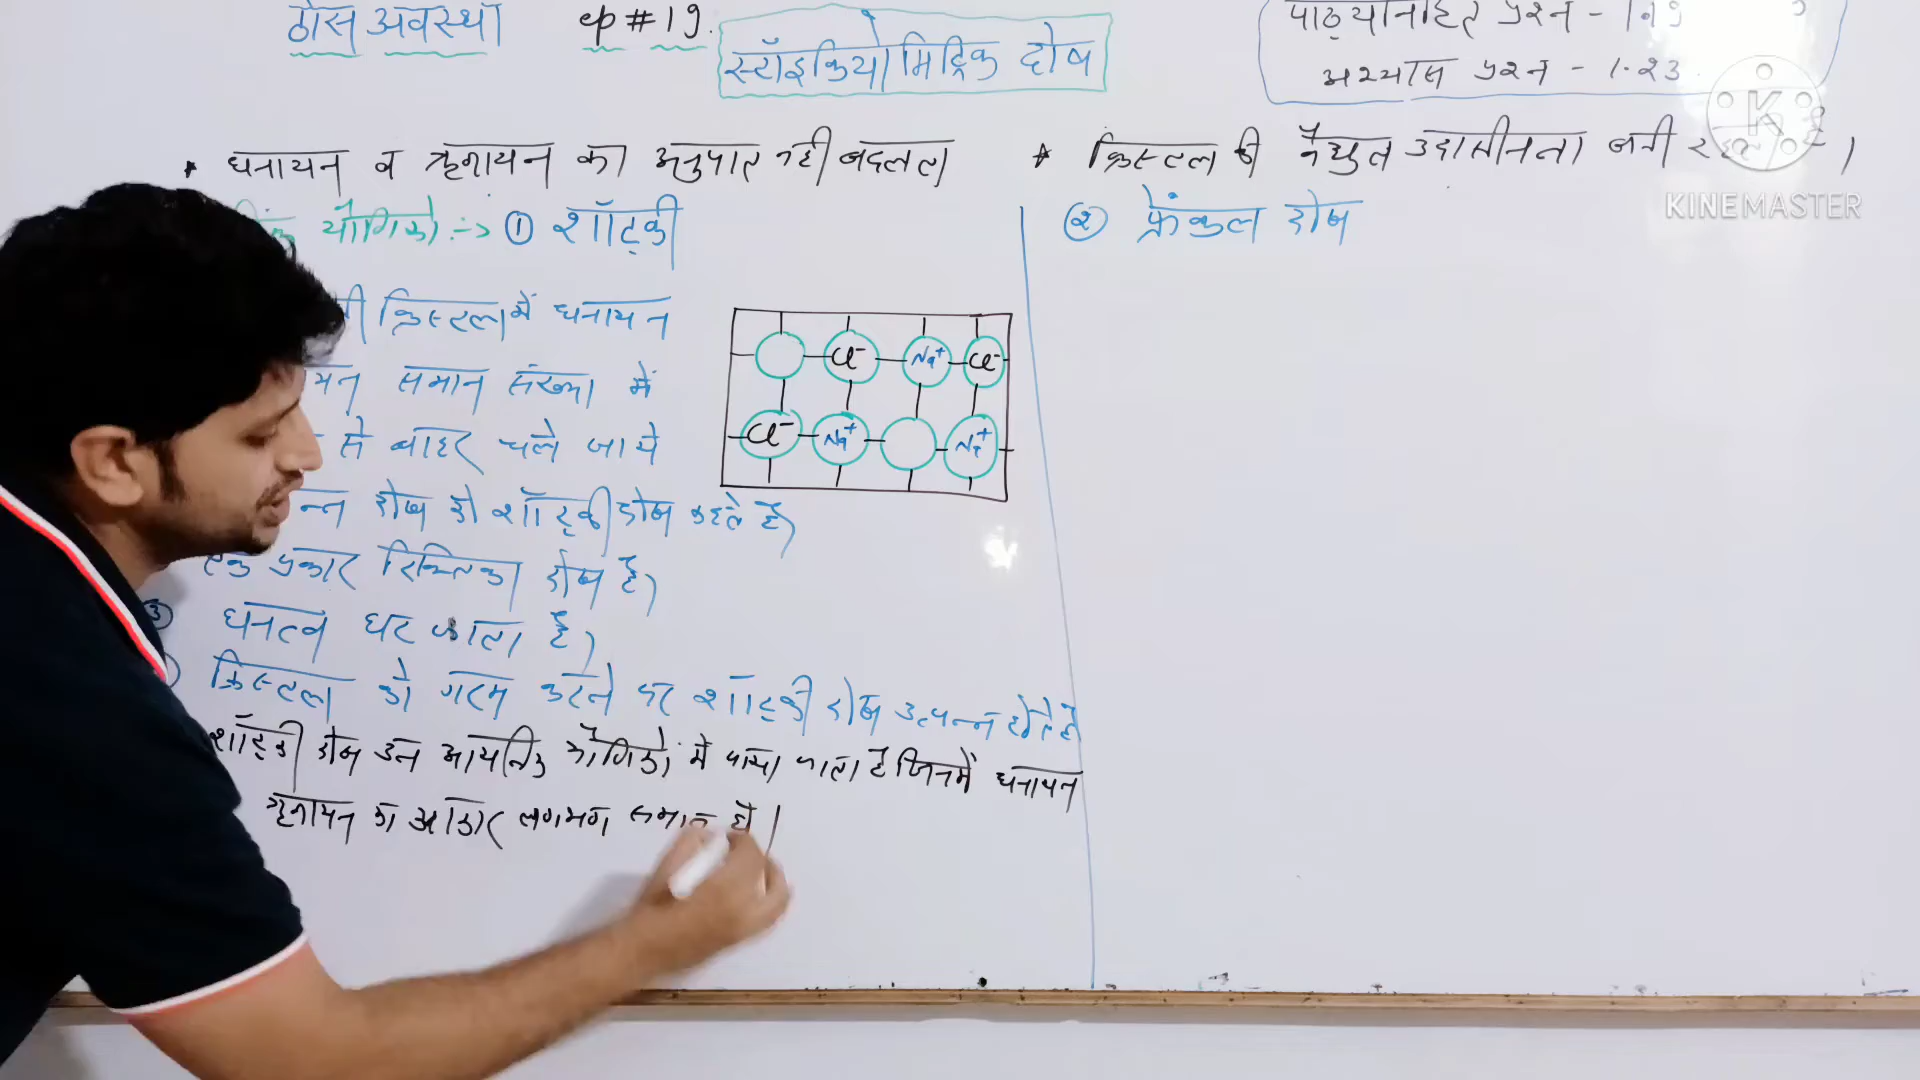 ठोस अवस्था ep # 19.
स्टॉइकियोमिट्रिक दोष
पाठ्यनिहित प्रश्न - 1.19
अभ्यास प्रश्न - 1.23
KINEMASTER
* धनायन व ऋणायन का अनुपात नही बदलता
* क्रिस्टल की वैद्युत उदासीनता बनी रहती है।
यौगिको :-> ① शॉट्की
② फ्रेंकल दोष
क्रिस्टल में धनायन
समान संख्या में
से बाहर चले जाये
दोष को शॉट्की दोष कहते है।
Cl⁻ Na⁺ Cl⁻
Cl⁻ Na⁺ Na⁺
एक प्रकार रिक्तिका दोष है।
③ घनत्व घट जाता है।
क्रिस्टल को गरम करने पर शॉट्की दोष उत्पन्न होते है
शॉट्की दोष उन आयनिक यौगिको में पाया जाता है जिनमें धनायन
ऋणायन का आकार लगभग समान हो।